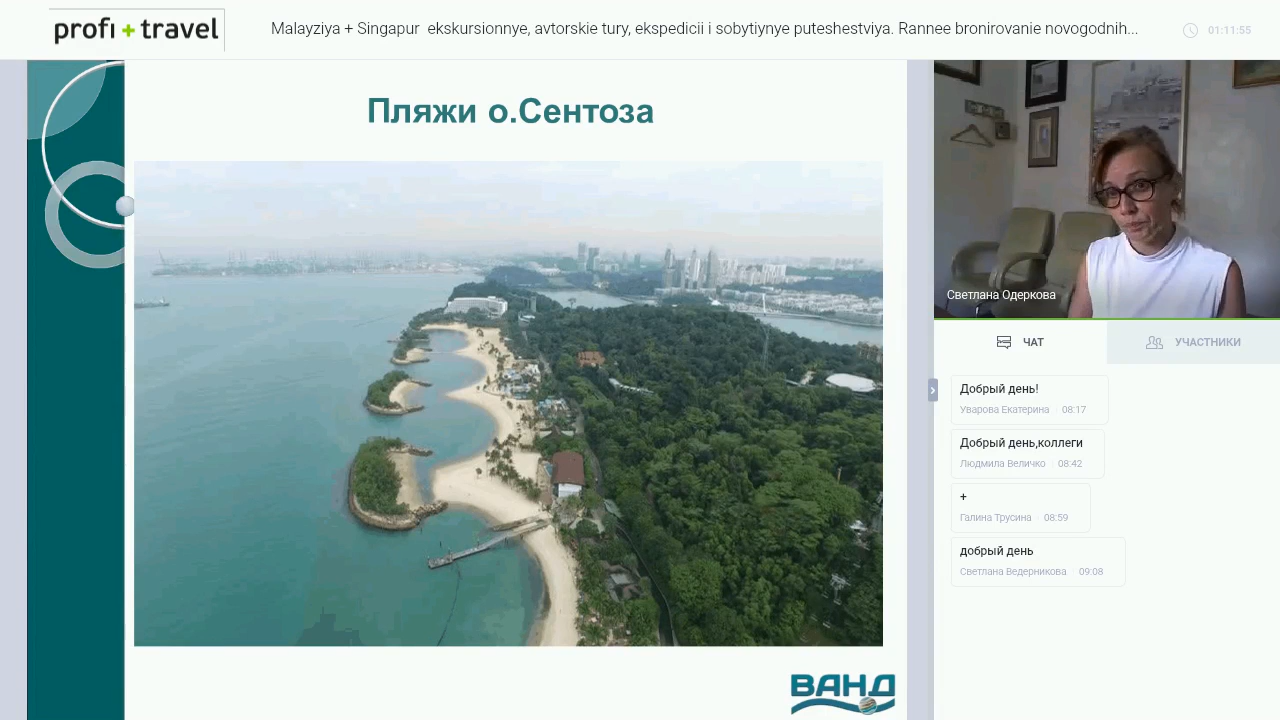 profi + travel
Malayziya + Singapur ekskursionnye, avtorskie tury, ekspedicii i sobytiynye puteshestviya. Rannee bronirovanie novogodnih...
01:11:55
Пляжи о.Сентоза
ВАНД
Светлана Одеркова
ЧАТ
УЧАСТНИКИ
Добрый день!
Уварова Екатерина 08:17
Добрый день,коллеги
Людмила Величко 08:42
+
Галина Трусина 08:59
добрый день
Светлана Ведерникова 09:08